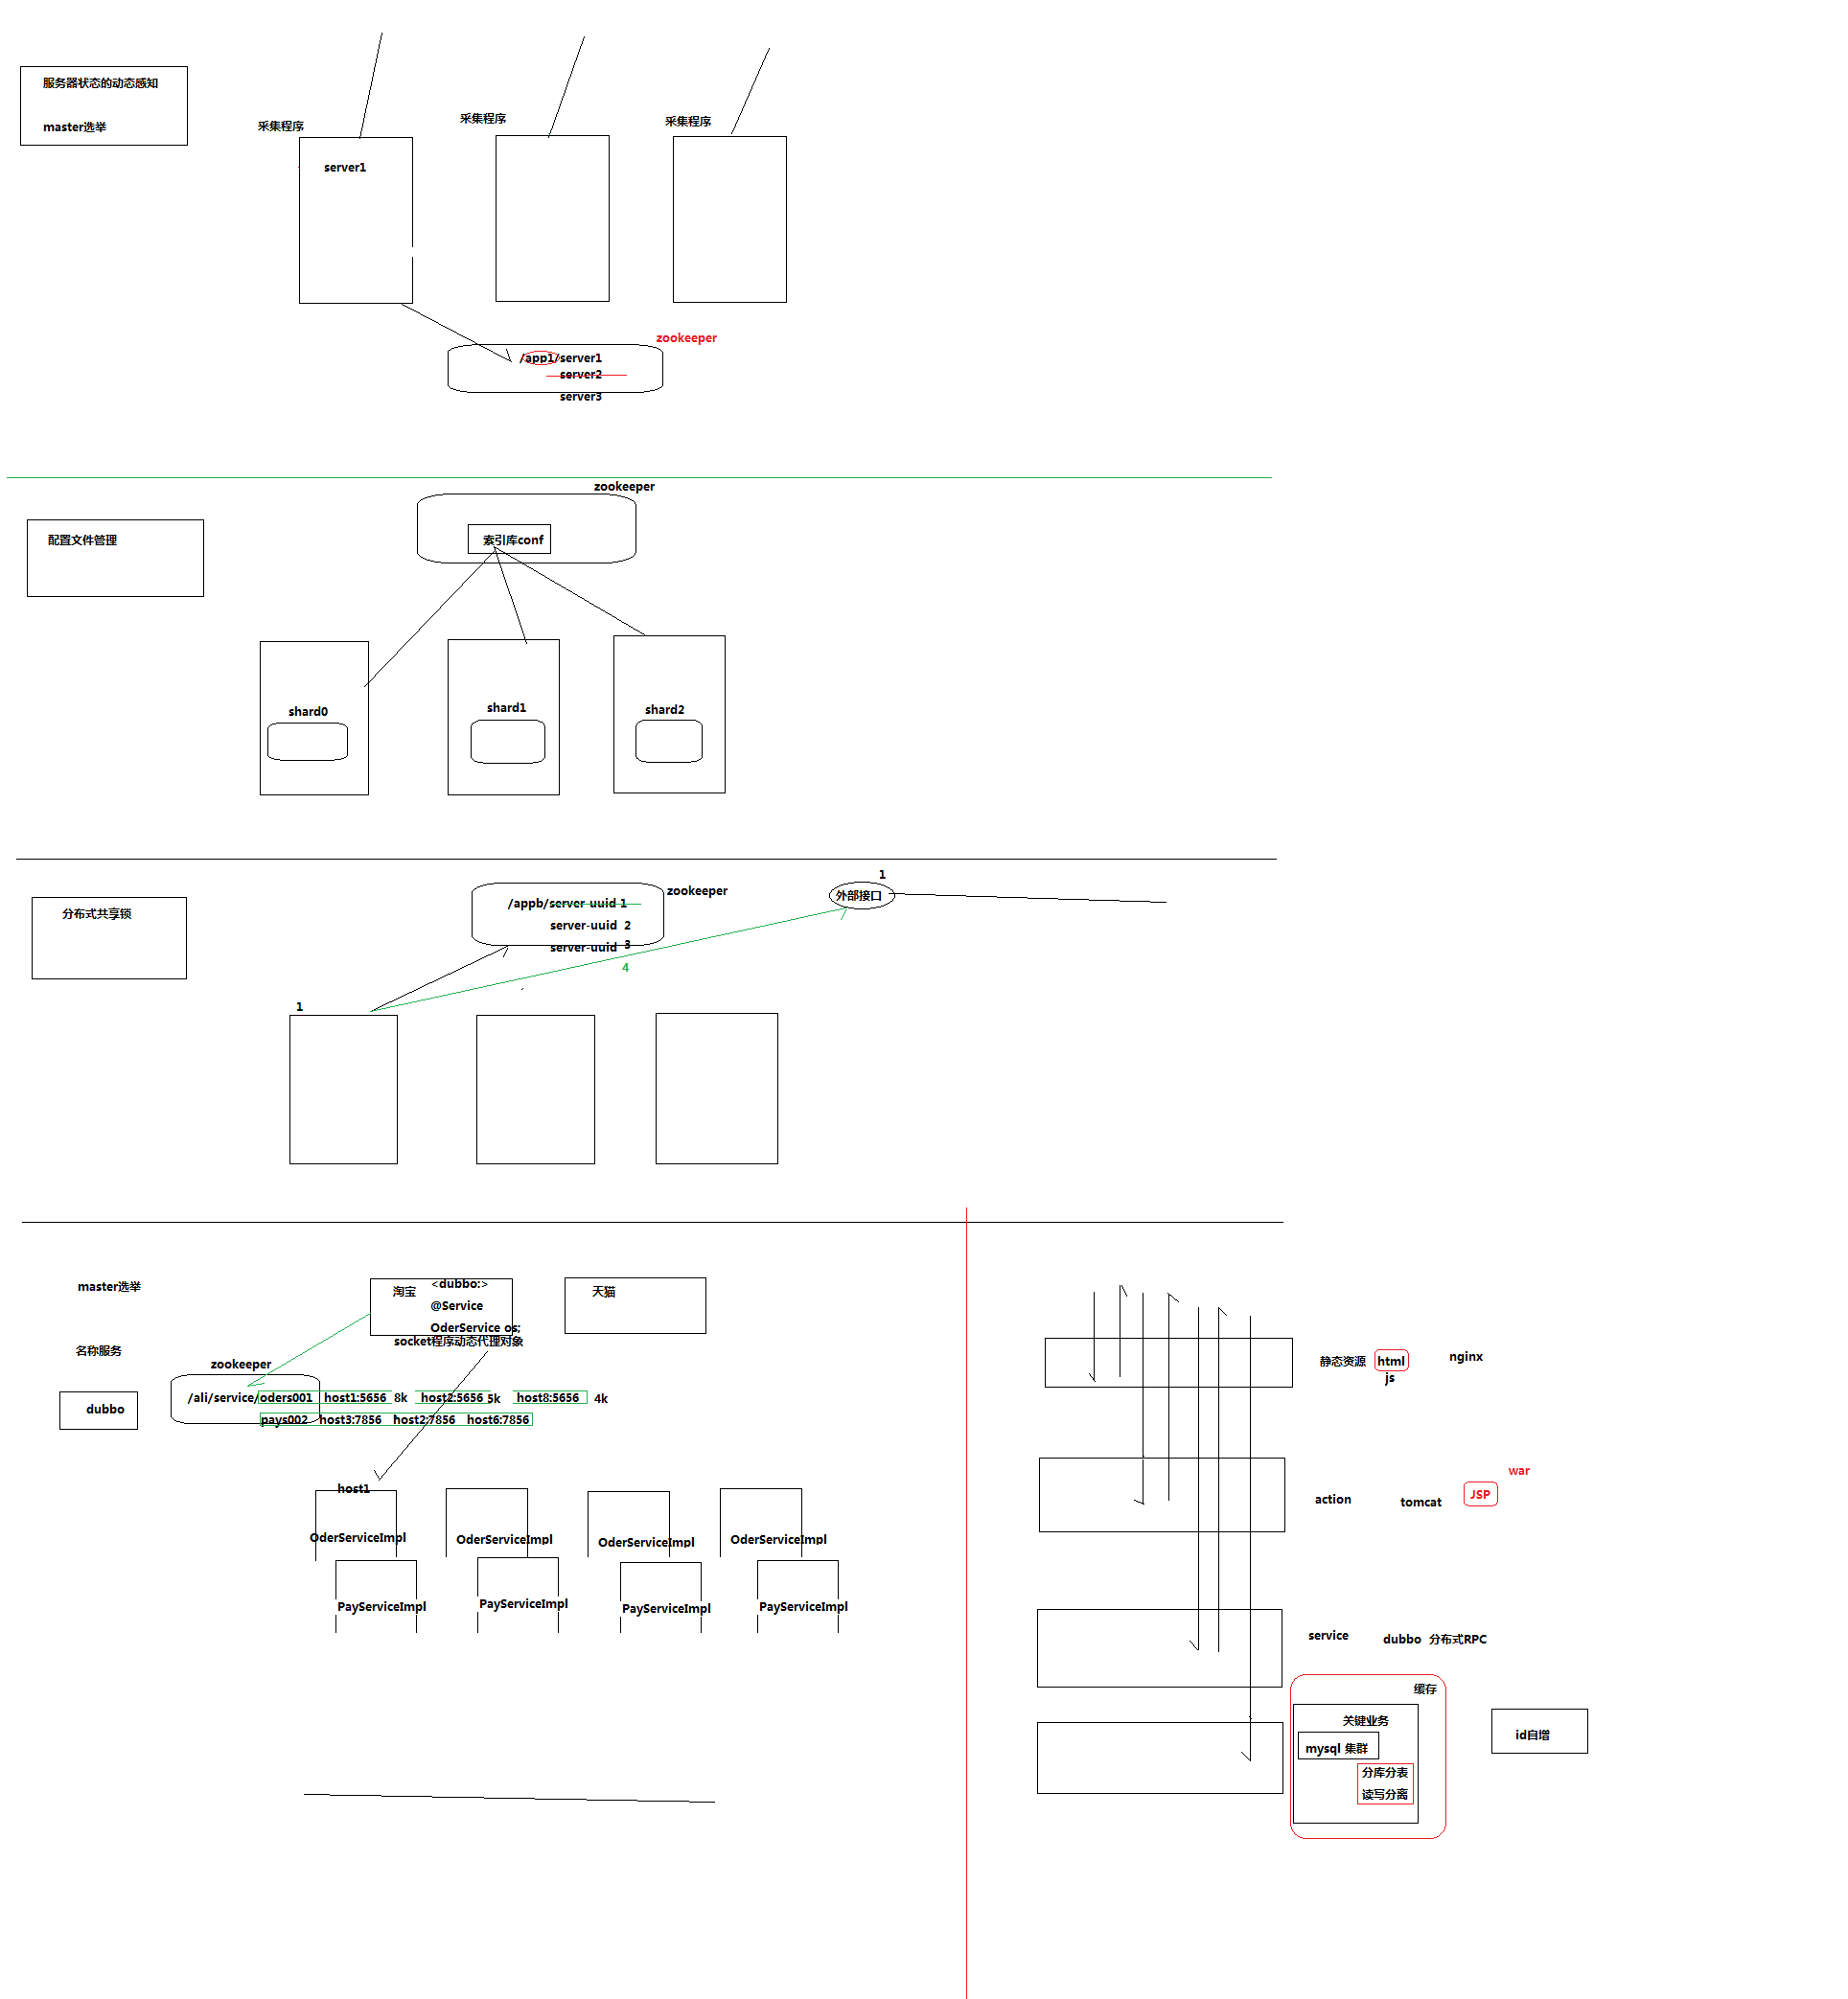 服务器状态的动态感知
master选举
采集程序
采集程序
采集程序
server1
zookeeper
/app1/server1
server2
server3
zookeeper
配置文件管理
索引库conf
shard0
shard1
shard2
分布式共享锁
zookeeper
/appb/server-uuid 1
server-uuid 2
server-uuid 3
4
1
外部接口
1
master选举
名称服务
dubbo
淘宝
<dubbo:>
@Service
OderService os;
socket程序动态代理对象
天猫
zookeeper
/ali/service/oders001 host1:5656 8k host2:5656 5k host8:5656 4k
pays002 host3:7856 host2:7856 host6:7856
host1
OderServiceImpl
OderServiceImpl
OderServiceImpl
OderServiceImpl
PayServiceImpl
PayServiceImpl
PayServiceImpl
PayServiceImpl
静态资源 html nginx
js
war
action tomcat JSP
service dubbo 分布式RPC
缓存
关键业务
mysql 集群
分库分表
读写分离
id自增